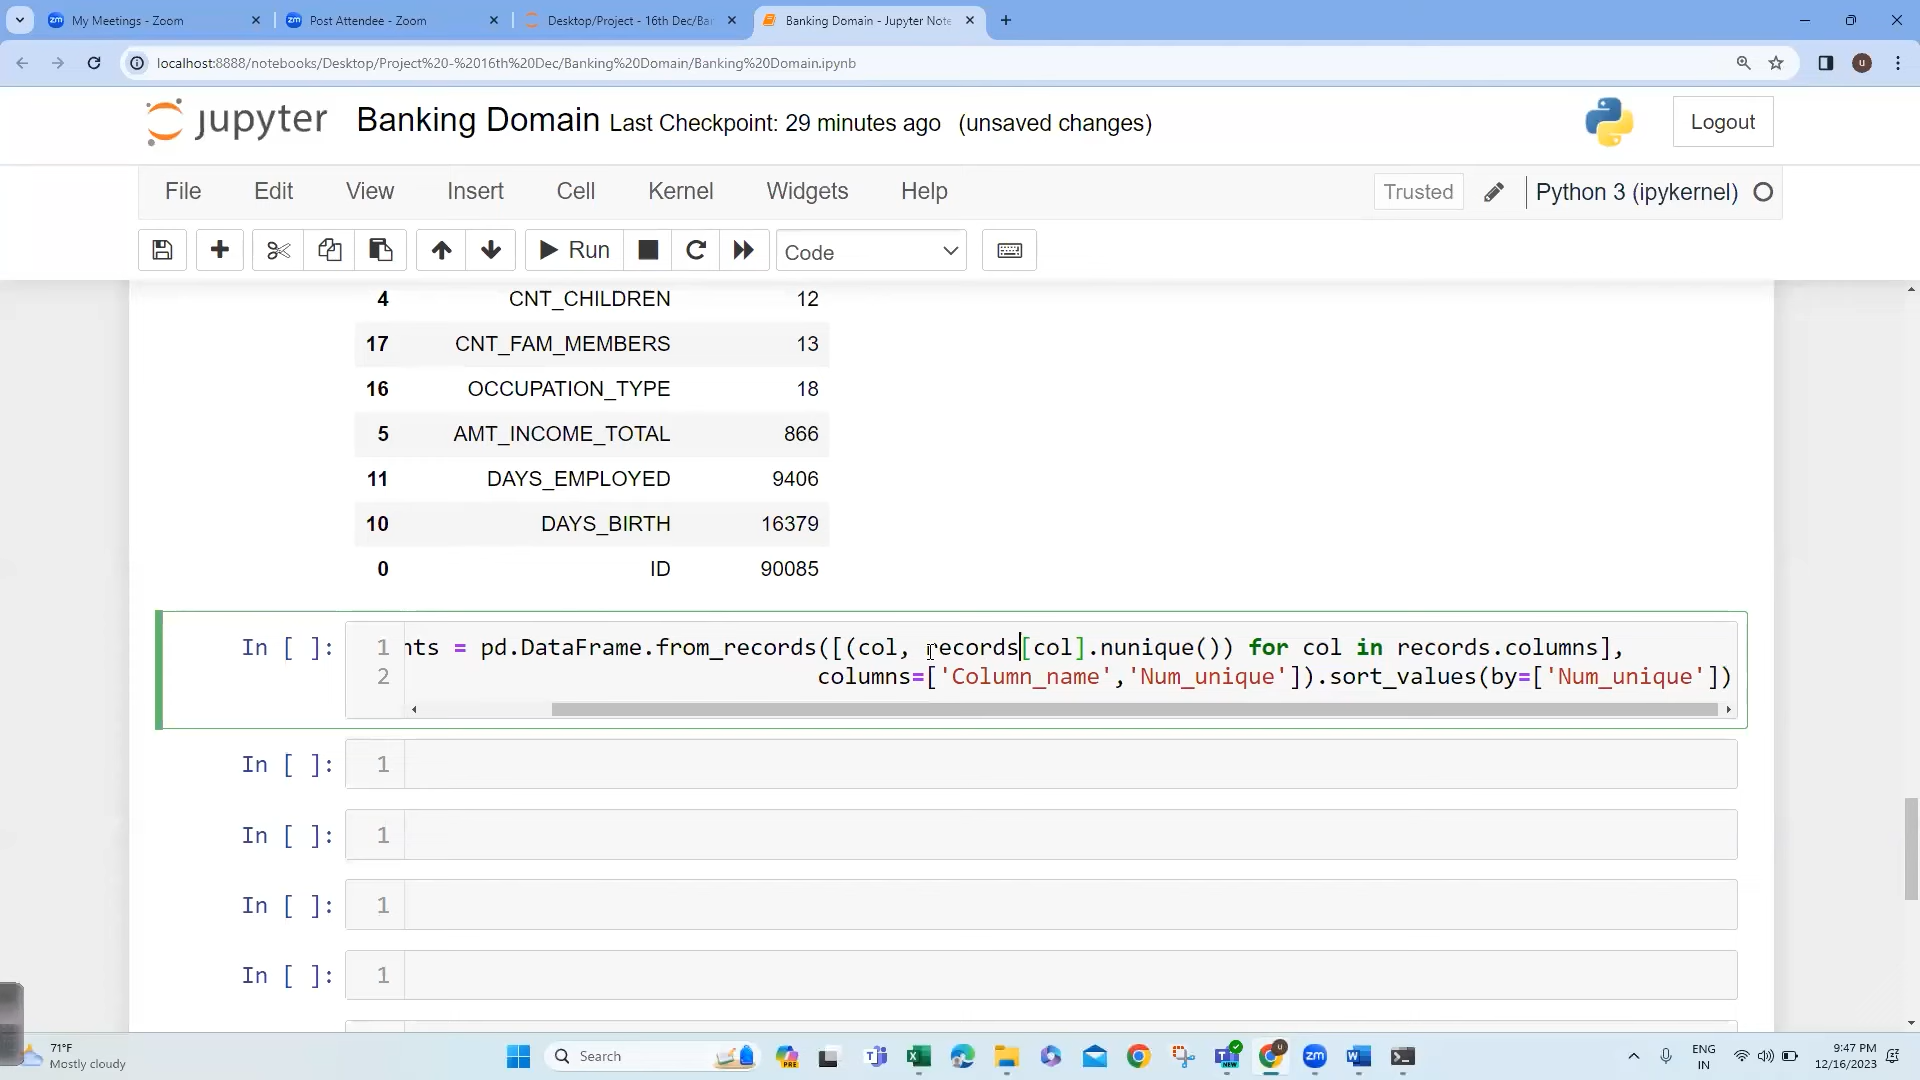 My Meetings - Zoom
Post Attendee - Zoom
Desktop/Project - 16th Dec/Ba
Banking Domain - Jupyter Note
localhost:8888/notebooks/Desktop/Project%20-%2016th%20Dec/Banking%20Domain/Banking%20Domain.ipynb
u
jupyter
Banking Domain Last Checkpoint: 29 minutes ago (unsaved changes)
Logout
File Edit View Insert Cell Kernel Widgets Help
Trusted
Python 3 (ipykernel)
Run
Code
4 CNT_CHILDREN 12
17 CNT_FAM_MEMBERS 13
16 OCCUPATION_TYPE 18
5 AMT_INCOME_TOTAL 866
11 DAYS_EMPLOYED 9406
10 DAYS_BIRTH 16379
0 ID 90085
In [ ]: 1 nts = pd.DataFrame.from_records([(col, records[col].nunique()) for col in records.columns],
2 columns=['Column_name','Num_unique']).sort_values(by=['Num_unique'])
In [ ]: 1
In [ ]: 1
In [ ]: 1
In [ ]: 1
71°F
Mostly cloudy
Search
PRE
NEW
ENG
IN
9:47 PM
12/16/2023